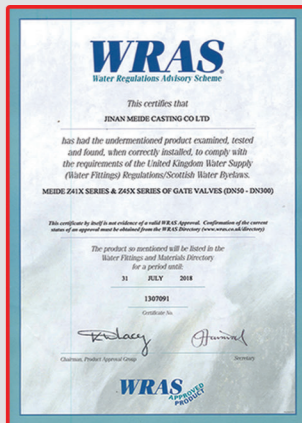 WRAS
Water Regulations Advisory Scheme
This certifies that
JINAN MEIDE CASTING CO LTD
has had the undermentioned product examined, tested
and found, when correctly installed, to comply with
the requirements of the United Kingdom Water Supply
(Water Fittings) Regulations/Scottish Water Byelaws.
MEIDE Z41X SERIES & Z45X SERIES OF GATE VALVES (DN50 - DN300)
This certificate by itself is not evidence of a valid WRAS Approval. Confirmation of the current
status of an approval must be obtained from the WRAS Directory (www.wras.co.uk/directory)
The product so mentioned will be listed in the
Water Fittings and Materials Directory
for a period until:
31 JULY 2018
1307091
Certificate No.
Chairman, Product Approval Group
Secretary
WRAS APPROVED
PRODUCT